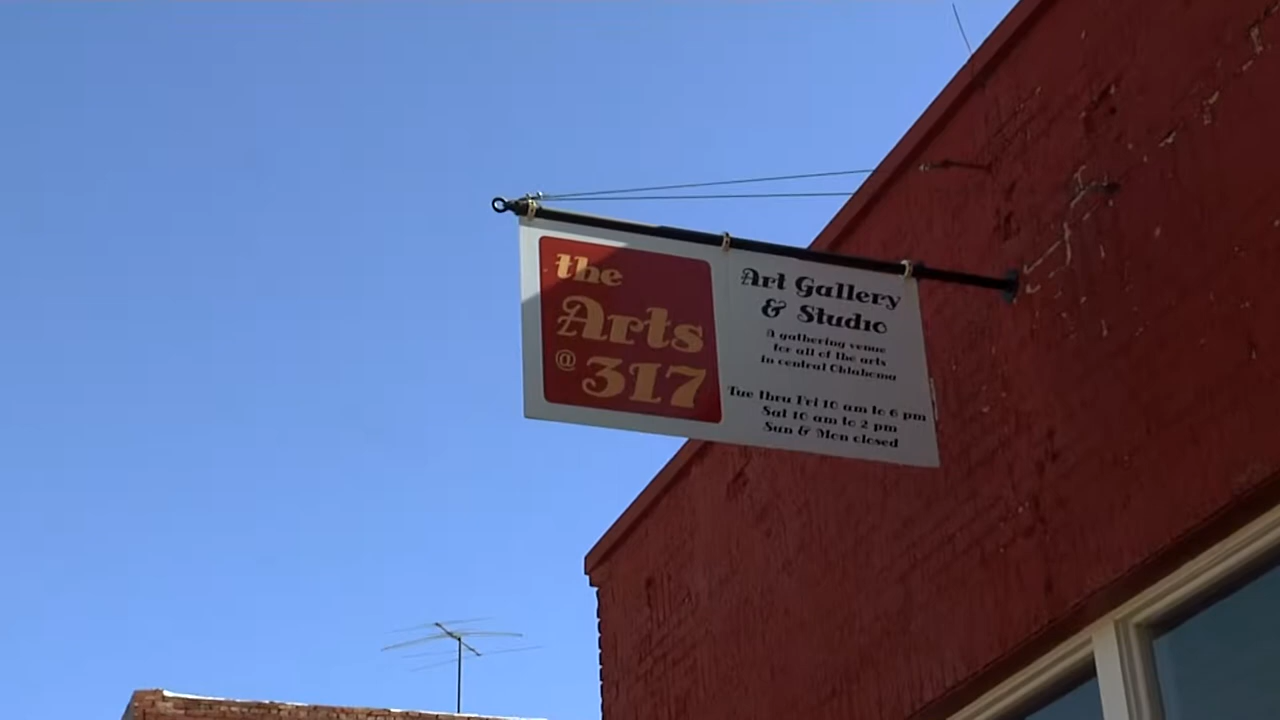 the
Arts
@ 317
Art Gallery
& Studio
A gathering venue
for all of the arts
in central Oklahoma
Tue thru Fri 10 am to 6 pm
Sat 10 am to 2 pm
Sun & Mon closed